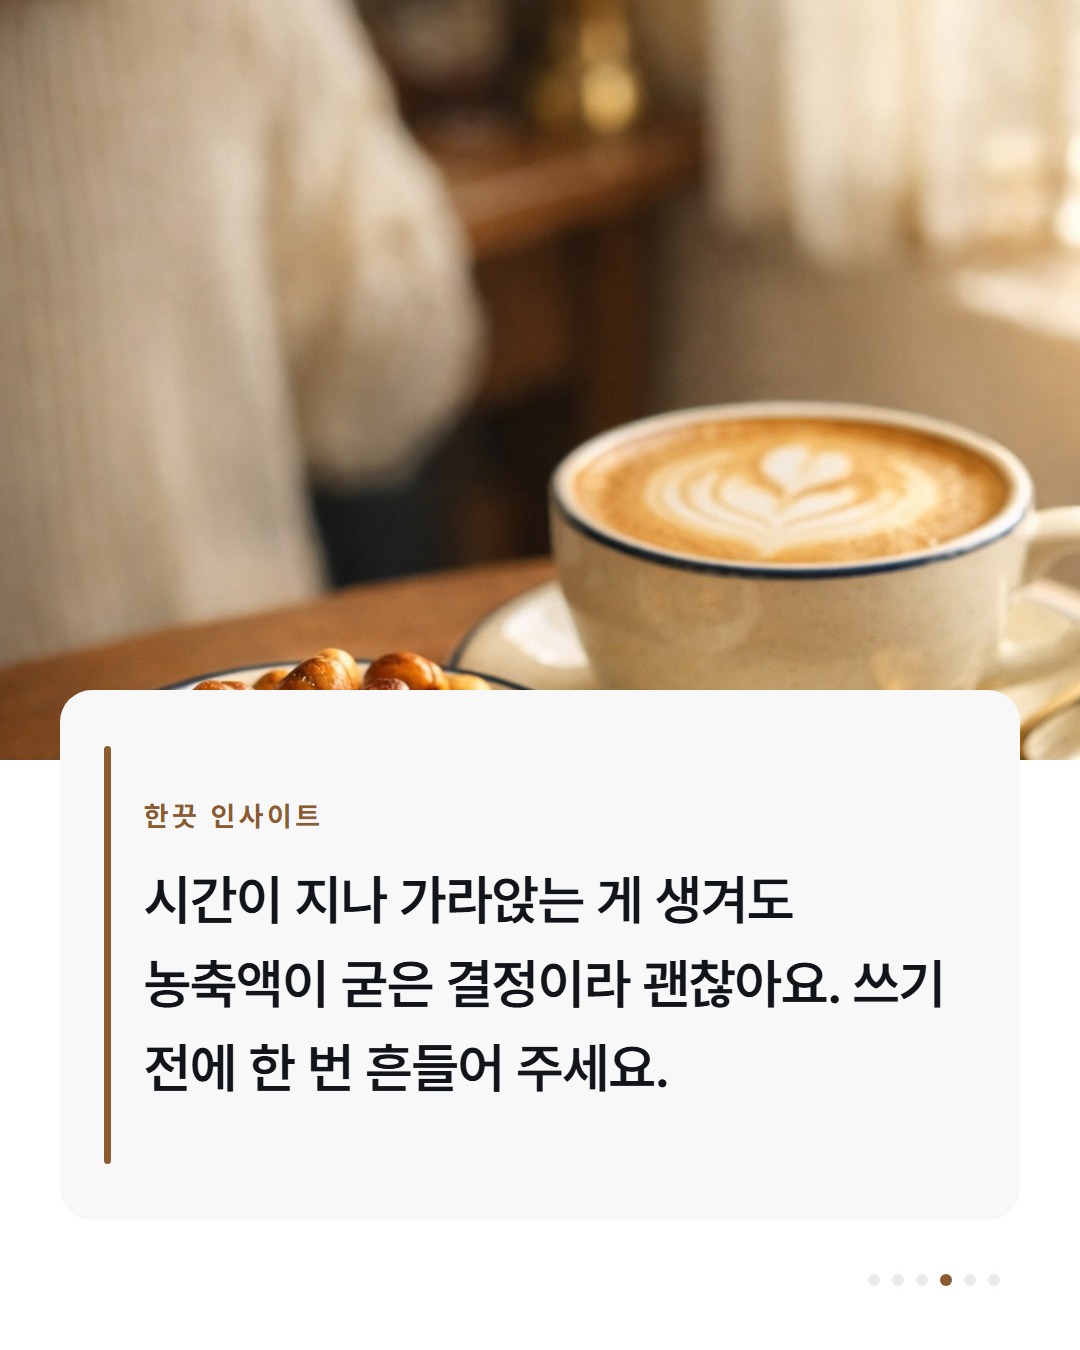 한끗 인사이트
시간이 지나 가라앉는 게 생겨도
농축액이 굳은 결정이라 괜찮아요. 쓰기
전에 한 번 흔들어 주세요.